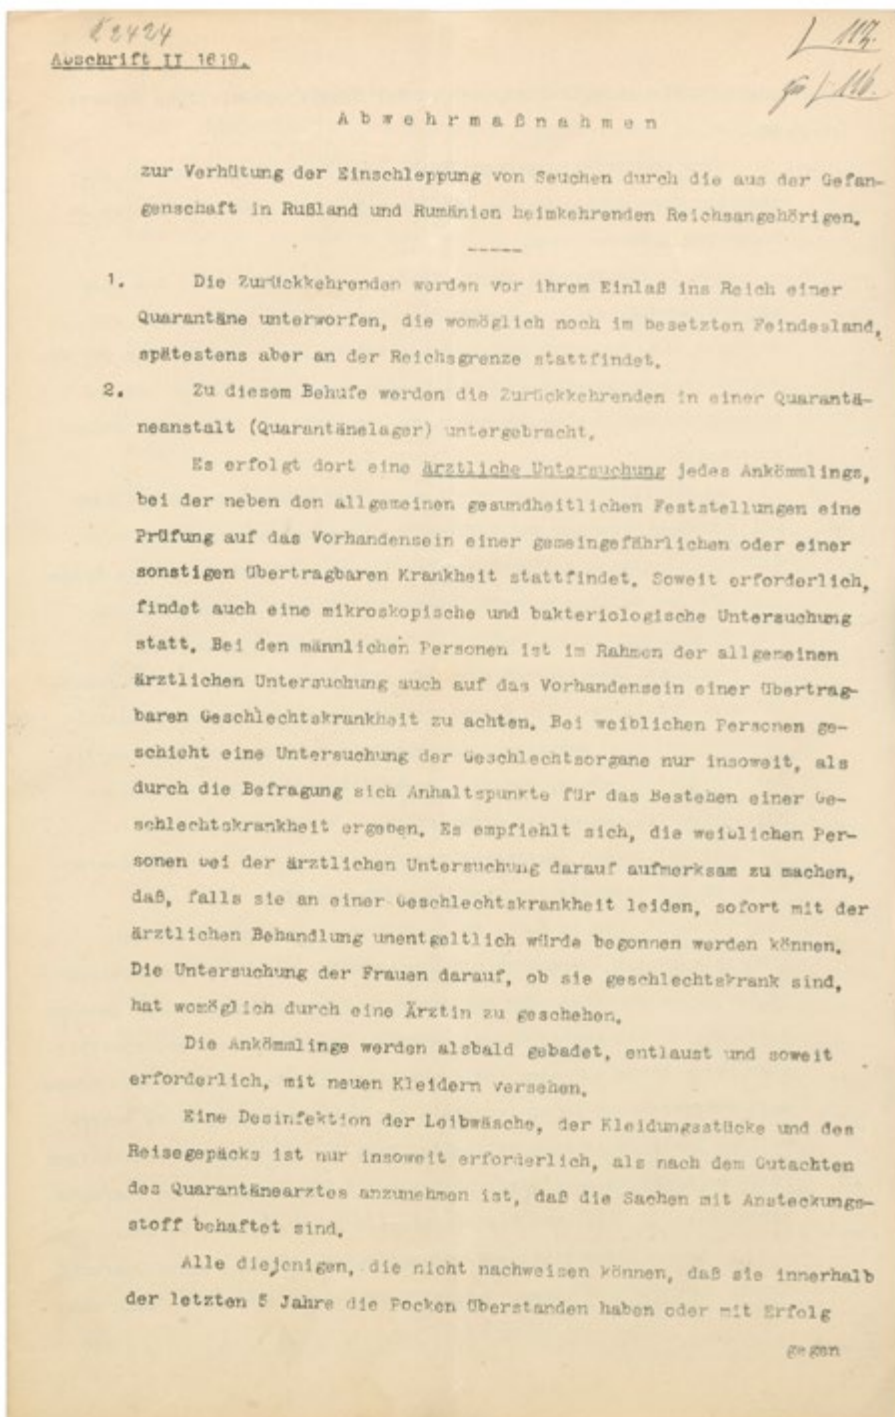 2424
Abschrift II 1619.
112.
116.
Abwehrmaßnahmen
zur Verhütung der Einschleppung von Seuchen durch die aus der Gefan-
genschaft in Rußland und Rumänien heimkehrenden Reichsangehörigen.
-----
1. Die Zurückkehrenden werden vor ihrem Einlaß ins Reich einer
Quarantäne unterworfen, die womöglich noch im besetzten Feindesland,
spätestens aber an der Reichsgrenze stattfindet.
2. Zu diesem Behufe werden die Zurückkehrenden in einer Quarantä-
neanstalt (Quarantänelager) untergebracht.
Es erfolgt dort eine ärztliche Untersuchung jedes Ankömmlings,
bei der neben den allgemeinen gesundheitlichen Feststellungen eine
Prüfung auf das Vorhandensein einer gemeingefährlichen oder einer
sonstigen übertragbaren Krankheit stattfindet. Soweit erforderlich,
findet auch eine mikroskopische und bakteriologische Untersuchung
statt. Bei den männlichen Personen ist im Rahmen der allgemeinen
ärztlichen Untersuchung auch auf das Vorhandensein einer übertrag-
baren Geschlechtskrankheit zu achten. Bei weiblichen Personen ge-
schieht eine Untersuchung der Geschlechtsorgane nur insoweit, als
durch die Befragung sich Anhaltspunkte für das Bestehen einer Ge-
schlechtskrankheit ergeben. Es empfiehlt sich, die weiblichen Per-
sonen bei der ärztlichen Untersuchung darauf aufmerksam zu machen,
daß, falls sie an einer Geschlechtskrankheit leiden, sofort mit der
ärztlichen Behandlung unentgeltlich würde begonnen werden können.
Die Untersuchung der Frauen darauf, ob sie geschlechtskrank sind,
hat womöglich durch eine Ärztin zu geschehen.
Die Ankömmlinge werden alsbald gebadet, entlaust und soweit
erforderlich, mit neuen Kleidern versehen.
Eine Desinfektion der Leibwäsche, der Kleidungsstücke und des
Reisegepäcks ist nur insoweit erforderlich, als nach dem Gutachten
des Quarantänearztes anzunehmen ist, daß die Sachen mit Ansteckungs-
stoff behaftet sind.
Alle diejenigen, die nicht nachweisen können, daß sie innerhalb
der letzten 5 Jahre die Pocken überstanden haben oder mit Erfolg
gegen